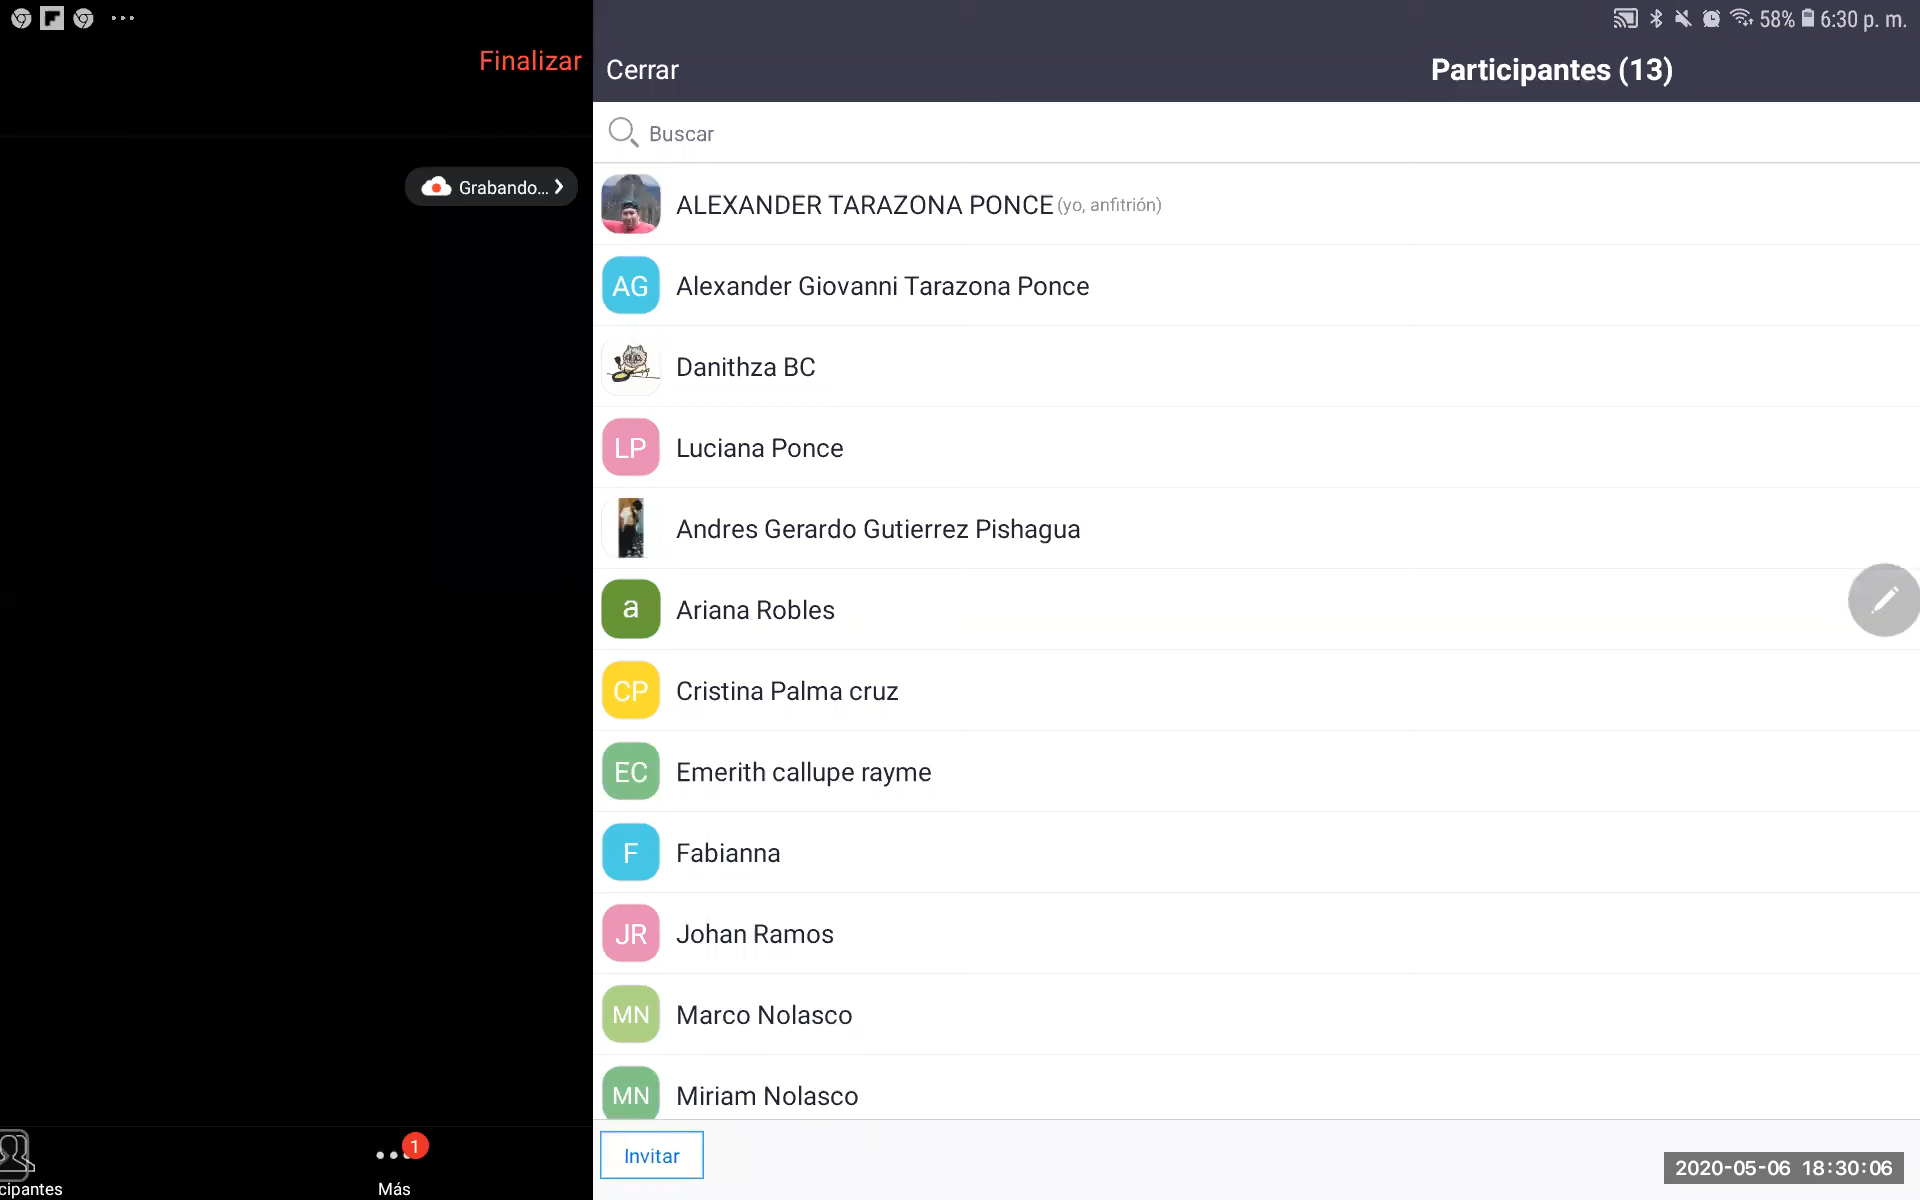 58% 6:30 p. m.
Finalizar
Cerrar
Participantes (13)
Buscar
Grabando...
ALEXANDER TARAZONA PONCE (yo, anfitrión)
AG Alexander Giovanni Tarazona Ponce
Danithza BC
LP Luciana Ponce
Andres Gerardo Gutierrez Pishagua
a Ariana Robles
CP Cristina Palma cruz
EC Emerith callupe rayme
F Fabianna
JR Johan Ramos
MN Marco Nolasco
MN Miriam Nolasco
1
cipantes
Más
Invitar
2020-05-06 18:30:06